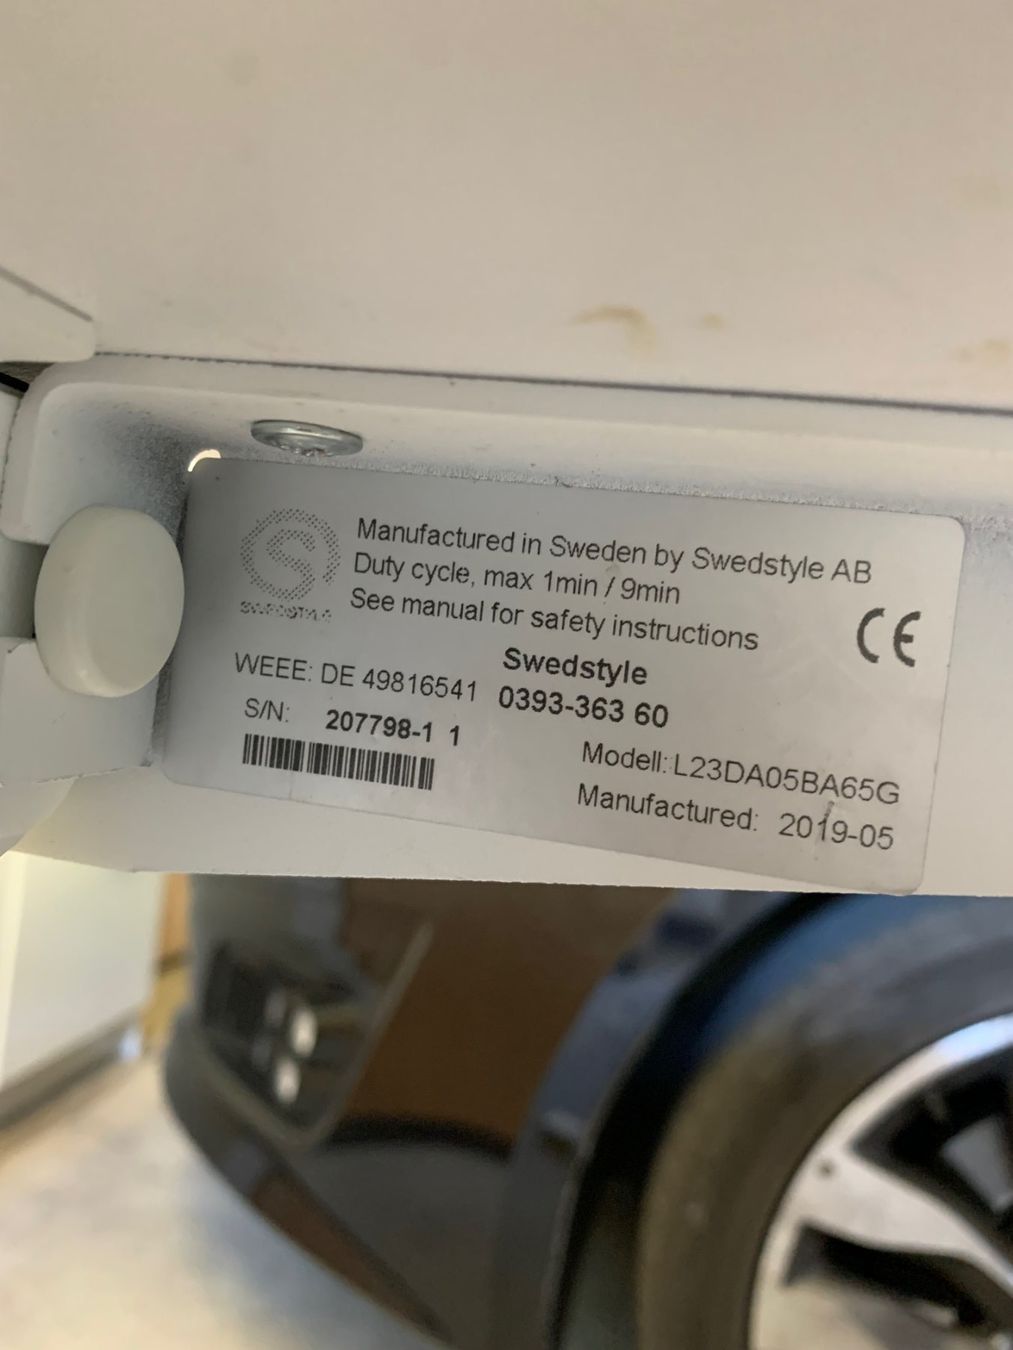 Manufactured in Sweden by Swedstyle AB
Duty cycle, max 1min / 9min
See manual for safety instructions
SWEDSTYLE
CE
WEEE: DE 49816541
Swedstyle
0393-363 60
S/N: 207798-1 1
Modell: L23DA05BA65G
Manufactured: 2019-05